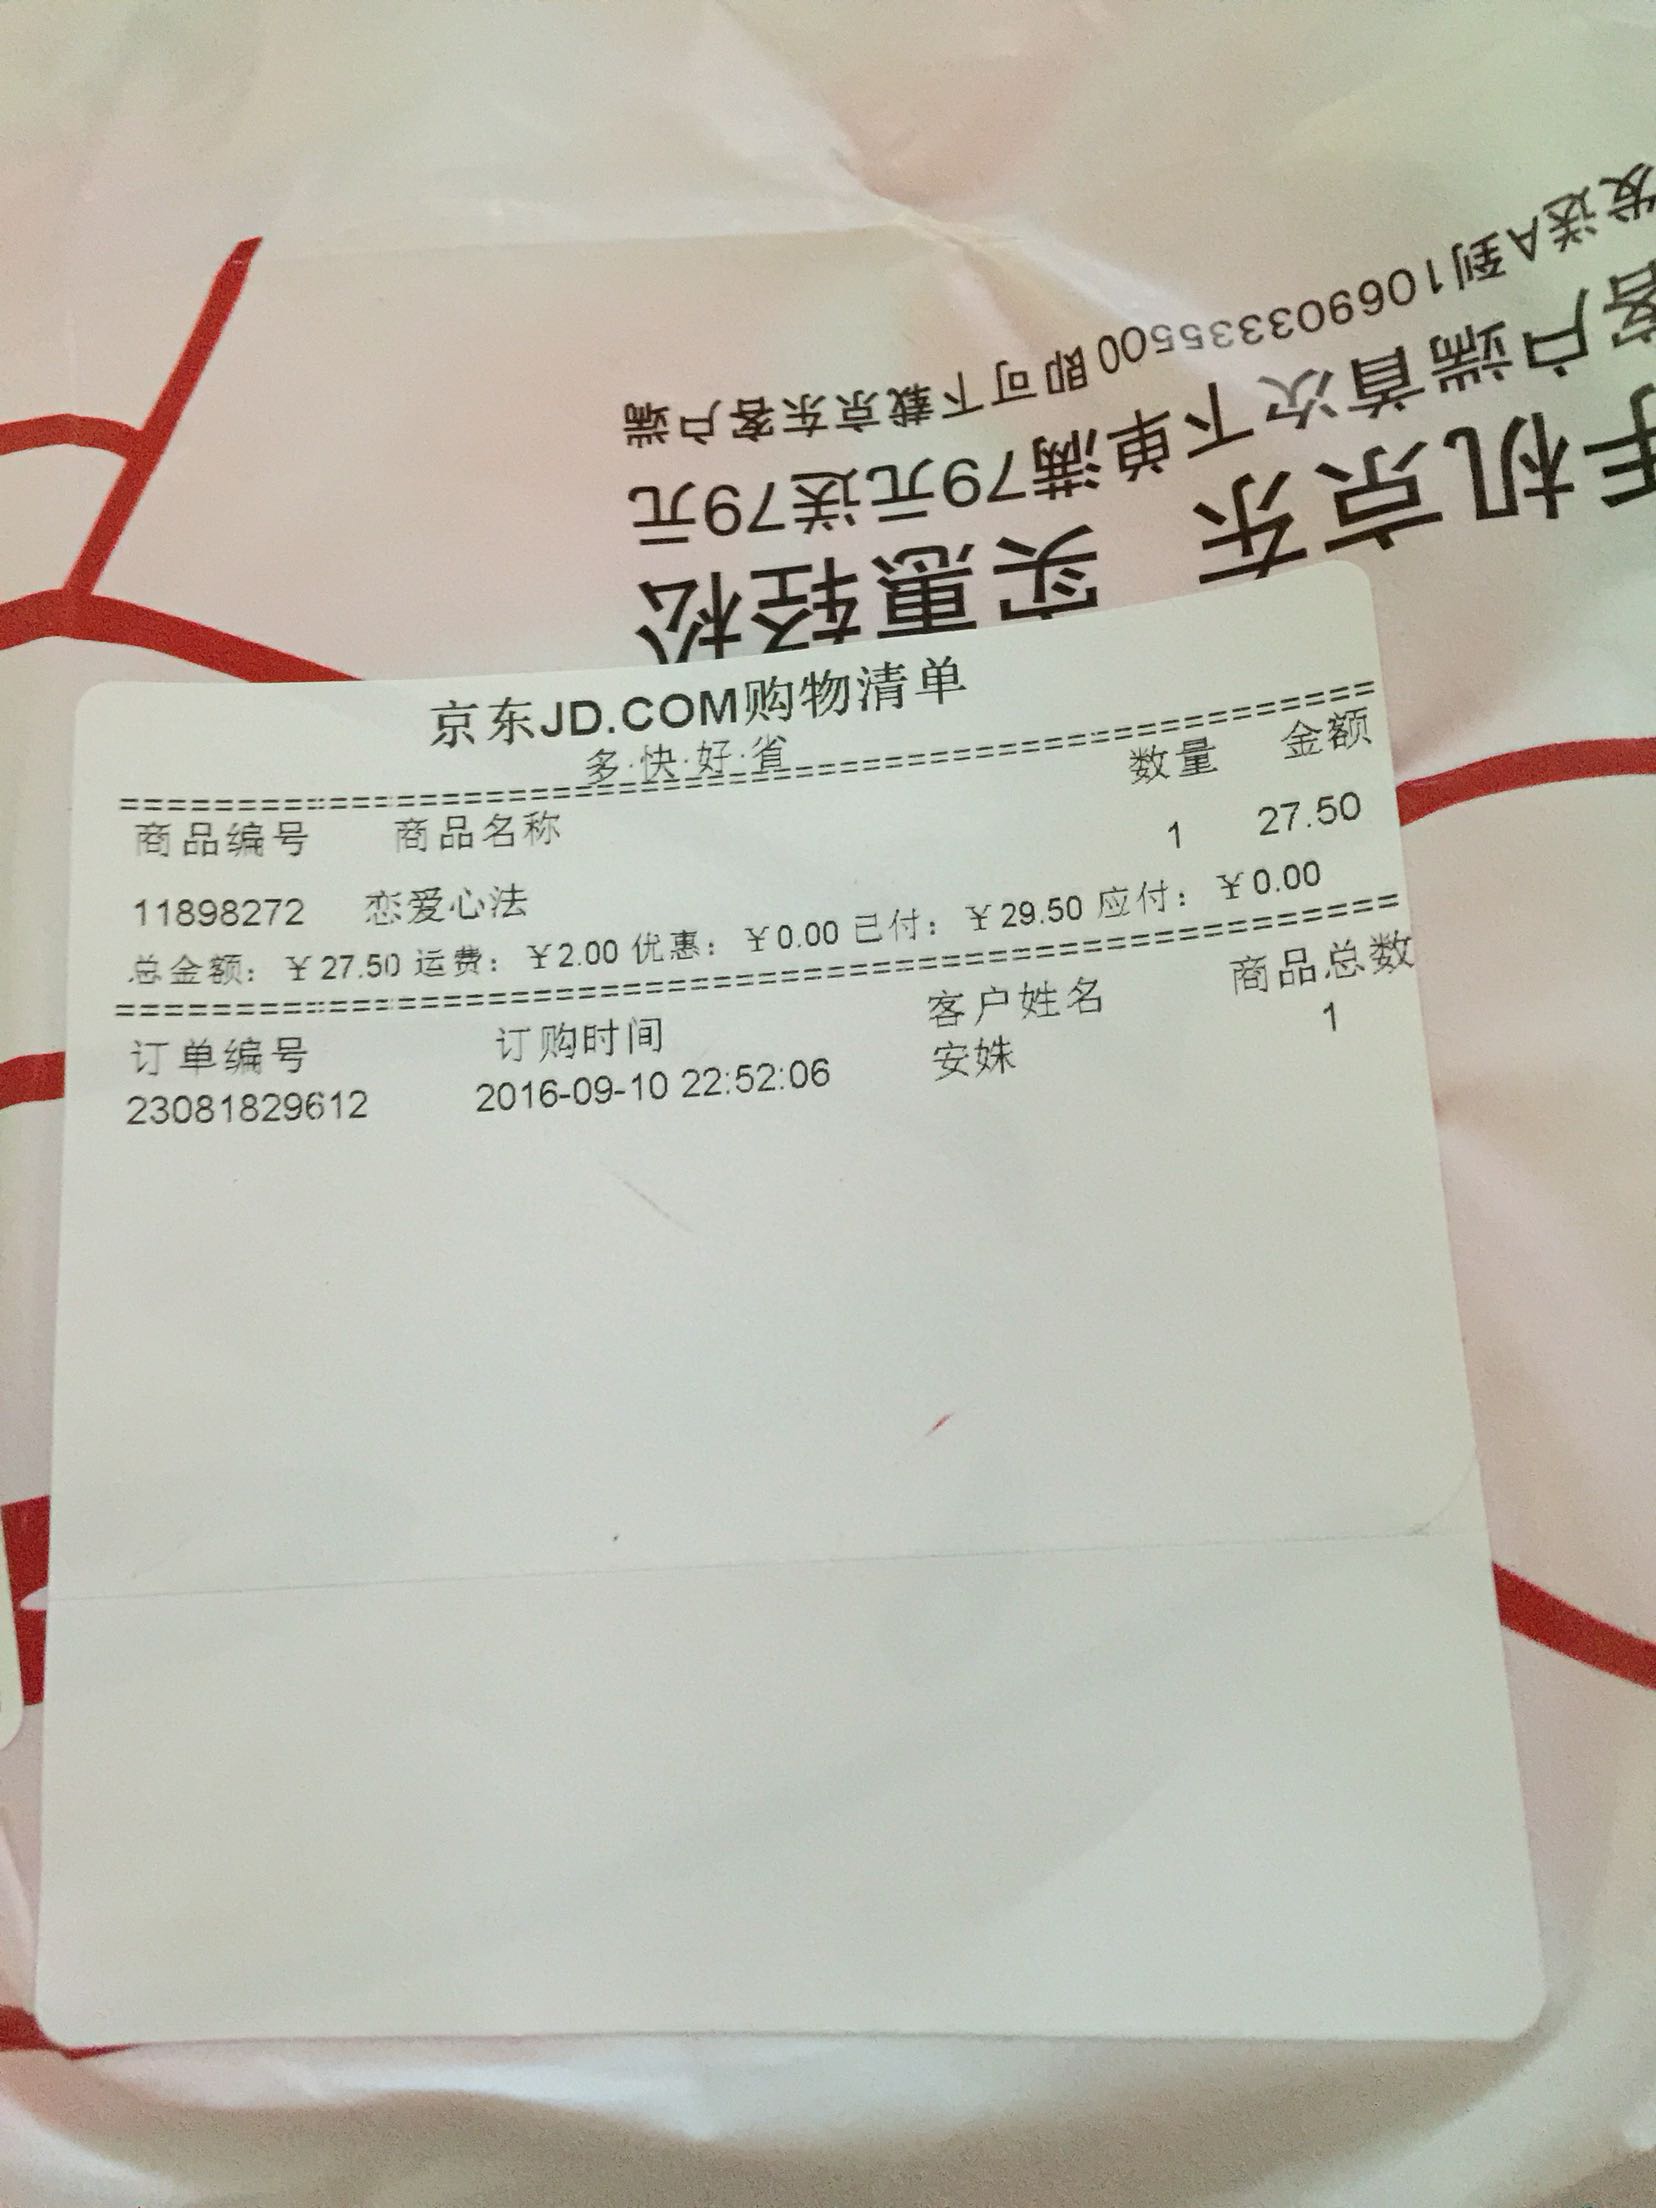 发送A到106903335500即可下载京东客户端
客户端首次下单满79元送79元
手机京东 实惠轻松
京东JD.COM购物清单
多·快·好·省
商品编号 商品名称 数量 金额
11898272 恋爱心法 1 27.50
总金额：￥27.50 运费：￥2.00 优惠：￥0.00 已付：￥29.50 应付：￥0.00
订单编号 订购时间 客户姓名 商品总数
23081829612 2016-09-10 22:52:06 安姝 1